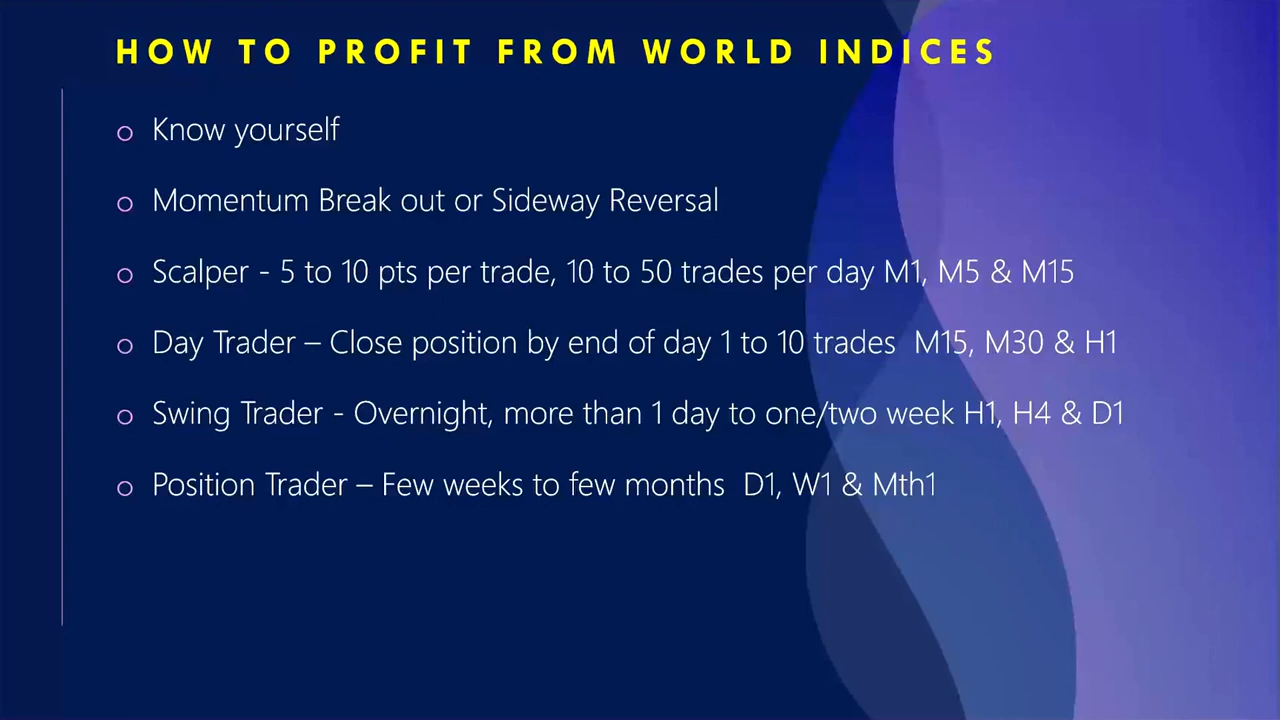 HOW TO PROFIT FROM WORLD INDICES
o Know yourself
o Momentum Break out or Sideway Reversal
o Scalper - 5 to 10 pts per trade, 10 to 50 trades per day M1, M5 & M15
o Day Trader – Close position by end of day 1 to 10 trades  M15, M30 & H1
o Swing Trader - Overnight, more than 1 day to one/two week H1, H4 & D1
o Position Trader – Few weeks to few months  D1, W1 & Mth1